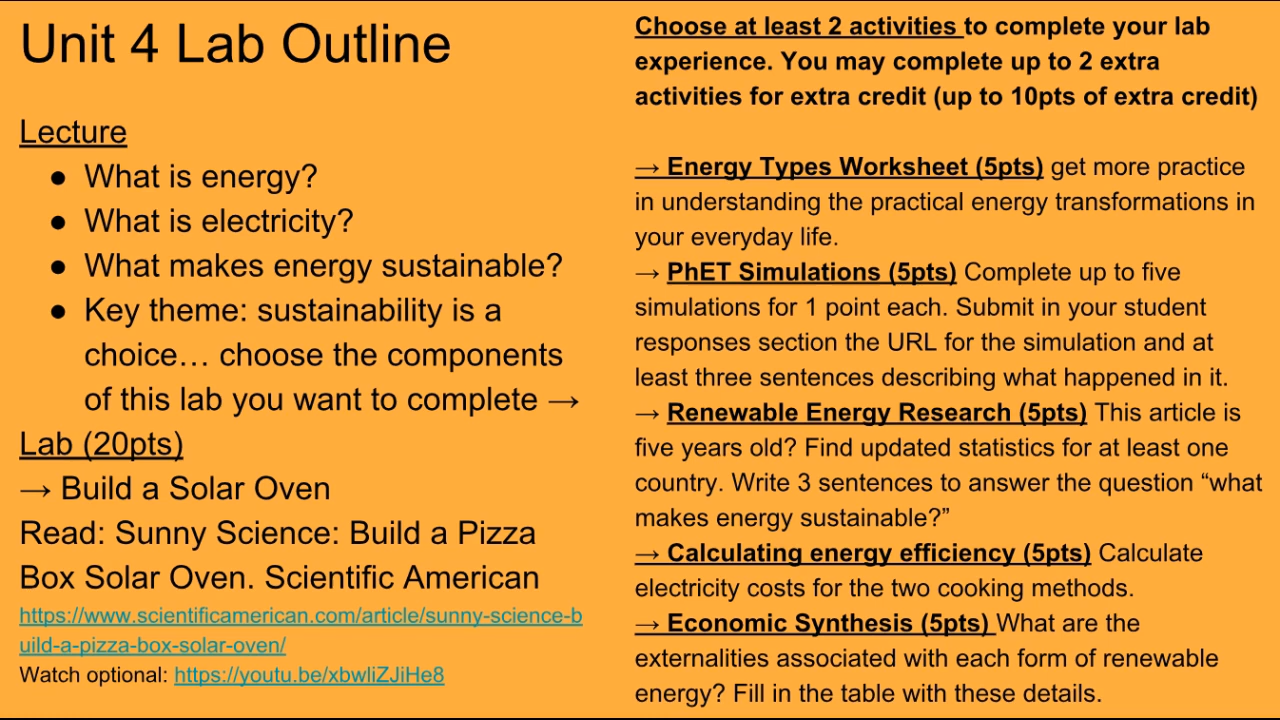 Unit 4 Lab Outline
Lecture
● What is energy?
● What is electricity?
● What makes energy sustainable?
● Key theme: sustainability is a
choice… choose the components
of this lab you want to complete →
Lab (20pts)
→ Build a Solar Oven
Read: Sunny Science: Build a Pizza
Box Solar Oven. Scientific American
https://www.scientificamerican.com/article/sunny-science-b
uild-a-pizza-box-solar-oven/
Watch optional: https://youtu.be/xbwliZJiHe8
Choose at least 2 activities to complete your lab
experience. You may complete up to 2 extra
activities for extra credit (up to 10pts of extra credit)
→ Energy Types Worksheet (5pts) get more practice
in understanding the practical energy transformations in
your everyday life.
→ PhET Simulations (5pts) Complete up to five
simulations for 1 point each. Submit in your student
responses section the URL for the simulation and at
least three sentences describing what happened in it.
→ Renewable Energy Research (5pts) This article is
five years old? Find updated statistics for at least one
country. Write 3 sentences to answer the question “what
makes energy sustainable?”
→ Calculating energy efficiency (5pts) Calculate
electricity costs for the two cooking methods.
→ Economic Synthesis (5pts) What are the
externalities associated with each form of renewable
energy? Fill in the table with these details.